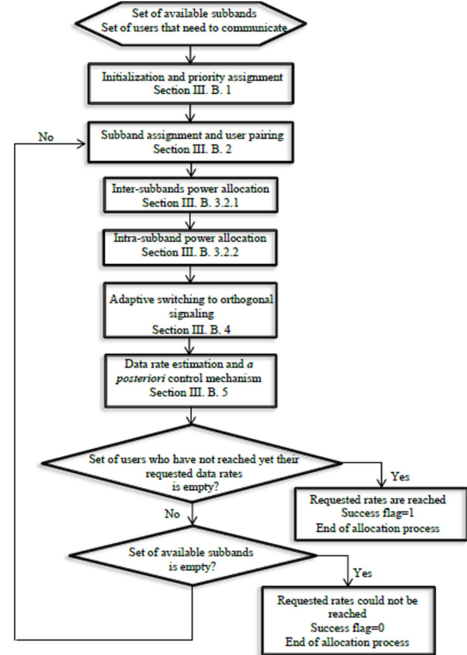 Set of available subbands
Set of users that need to communicate
Initialization and priority assignment
Section III. B. 1
No
Subband assignment and user pairing
Section III. B. 2
Inter-subbands power allocation
Section III. B. 3.2.1
Intra-subband power allocation
Section III. B. 3.2.2
Adaptive switching to orthogonal
signaling
Section III. B. 4
Data rate estimation and a
posteriori control mechanism
Section III. B. 5
Set of users who have not reached yet their
requested data rates
is empty?
Yes
Requested rates are reached
Success flag=1
End of allocation process
No
Set of available subbands
is empty?
Yes
Requested rates could not be
reached
Success flag=0
End of allocation process